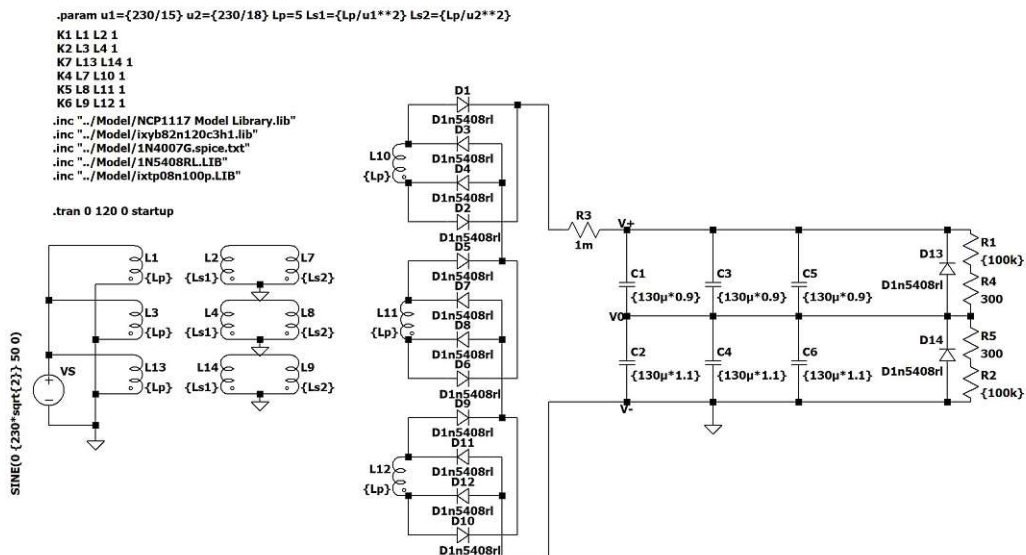 .param u1={230/15} u2={230/18} Lp=5 Ls1={Lp/u1**2} Ls2={Lp/u2**2}
K1 L1 L2 1
K2 L3 L4 1
K7 L13 L14 1
K4 L7 L10 1
K5 L8 L11 1
K6 L9 L12 1
.inc "../Model/NCP1117 Model Library.lib"
.inc "../Model/ixyb82n120c3h1.lib"
.inc "../Model/1N4007G.spice.txt"
.inc "../Model/1N5408RL.LIB"
.inc "../Model/ixtp08n100p.LIB"
.tran 0 120 0 startup
SINE(0 {230*sqrt{2}} 50 0)
VS
L1
{Lp}
L2
{Ls1}
L7
{Ls2}
L3
{Lp}
L4
{Ls1}
L8
{Ls2}
L13
{Lp}
L14
{Ls1}
L9
{Ls2}
L10
{Lp}
D1
D1n5408rl
D3
D1n5408rl
D4
D1n5408rl
D2
D1n5408rl
L11
{Lp}
D5
D1n5408rl
D7
D1n5408rl
D8
D1n5408rl
D6
D1n5408rl
L12
{Lp}
D9
D1n5408rl
D11
D1n5408rl
D12
D1n5408rl
D10
D1n5408rl
R3
1m
V+
C1
{130µ*0.9}
C3
{130µ*0.9}
C5
{130µ*0.9}
D13
D1n5408rl
R1
{100k}
R4
300
V0
C2
{130µ*1.1}
C4
{130µ*1.1}
C6
{130µ*1.1}
D14
D1n5408rl
R5
300
R2
{100k}
V-